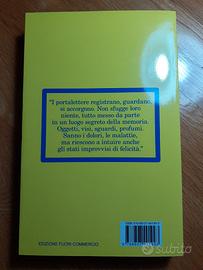 "I portalettere registrano, guardano,
si accorgono. Non sfugge loro
niente, tutto messo da parte
in un luogo segreto della memoria.
Oggetti, visi, sguardi, profumi.
Sanno i dolori, le malattie,
ma riescono a intuire anche
gli stati improvvisi di felicità."
EDIZIONE FUORI COMMERCIO
subito